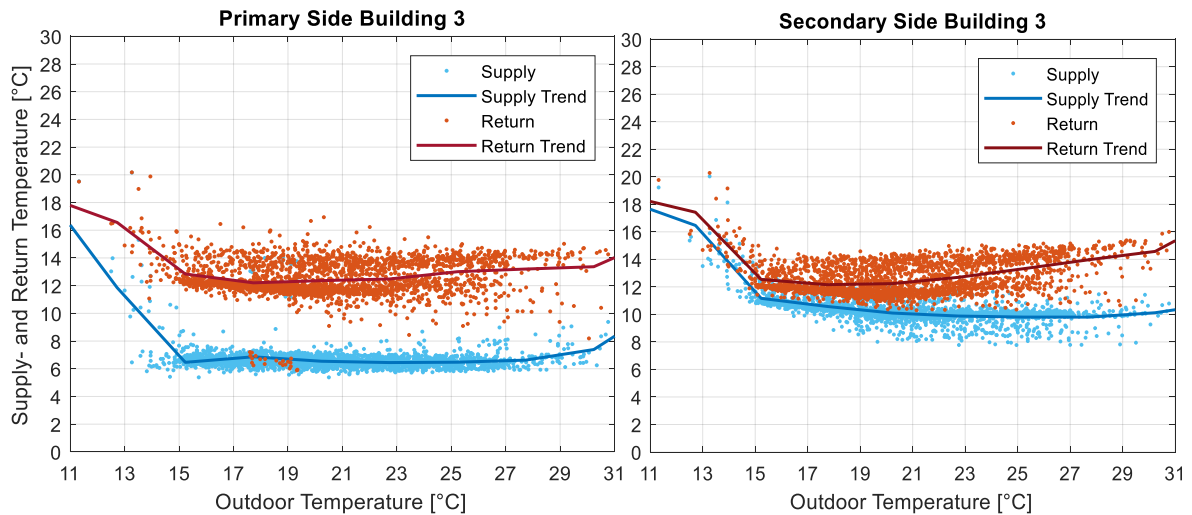 Primary Side Building 3
Supply- and Return Temperature [°C]
30
28
26
24
22
20
18
16
14
12
10
8
6
4
2
0
Supply
Supply Trend
Return
Return Trend
11 13 15 17 19 21 23 25 27 29 31
Outdoor Temperature [°C]
Secondary Side Building 3
30
28
26
24
22
20
18
16
14
12
10
8
6
4
2
0
Supply
Supply Trend
Return
Return Trend
11 13 15 17 19 21 23 25 27 29 31
Outdoor Temperature [°C]